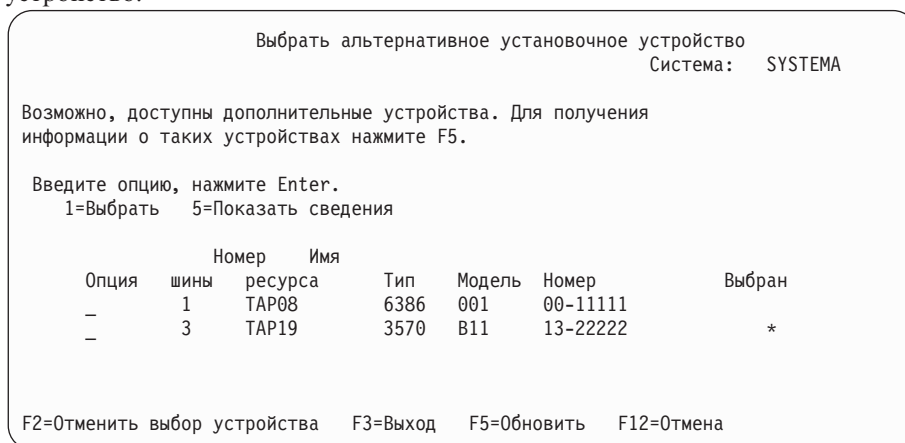 устройство.
Выбрать альтернативное установочное устройство
Система: SYSTEMA
Возможно, доступны дополнительные устройства. Для получения
информации о таких устройствах нажмите F5.
Введите опцию, нажмите Enter.
1=Выбрать 5=Показать сведения
Номер Имя
Опция шины ресурса Тип Модель Номер Выбран
_ 1 TAP08 6386 001 00-11111
_ 3 TAP19 3570 B11 13-22222 *
F2=Отменить выбор устройства F3=Выход F5=Обновить F12=Отмена